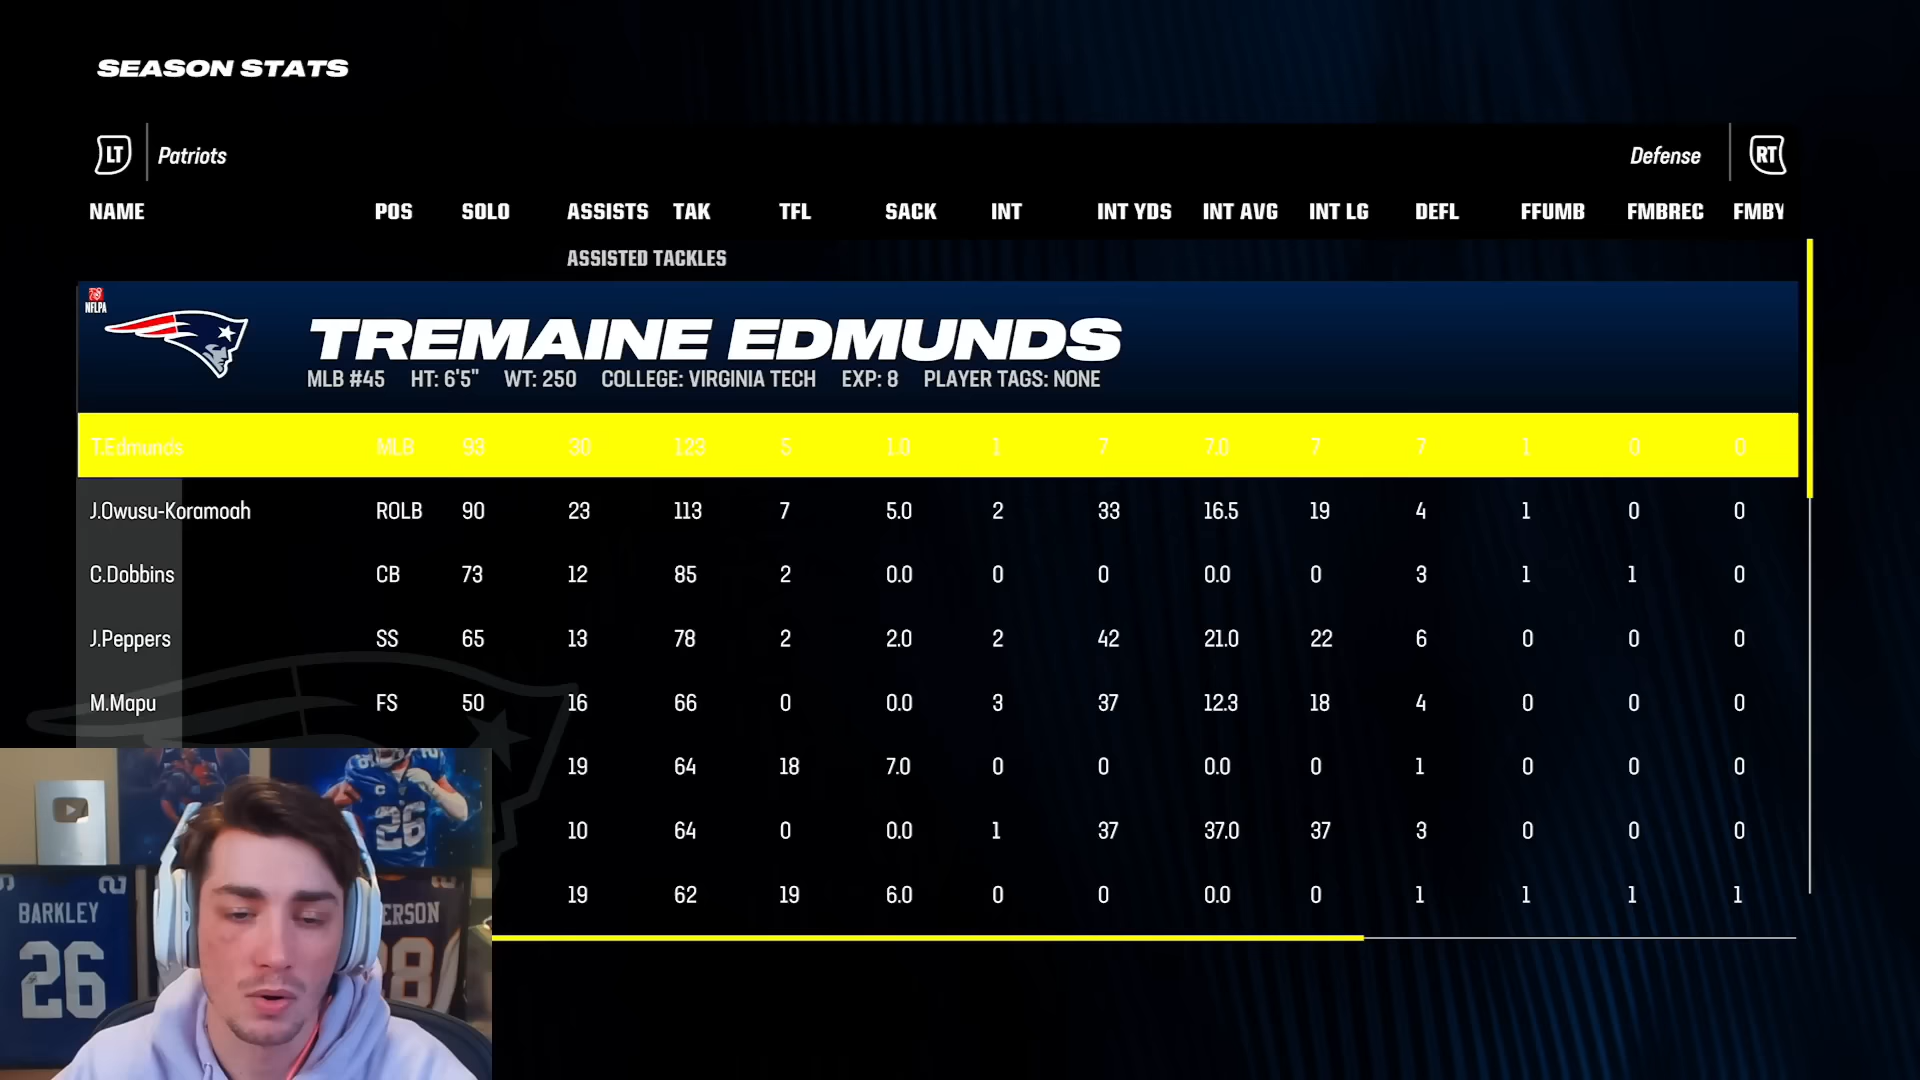 SEASON STATS
LT Patriots Defense RT
NAME POS SOLO ASSISTS TAK TFL SACK INT INT YDS INT AVG INT LG DEFL FFUMB FMBREC FMBY
ASSISTED TACKLES
NFLPA
TREMAINE EDMUNDS
MLB #45 HT: 6'5" WT: 250 COLLEGE: VIRGINIA TECH EXP: 8 PLAYER TAGS: NONE
T.Edmunds MLB 93 30 123 5 1.0 1 7 7.0 7 7 1 0 0
J.Owusu-Koramoah ROLB 90 23 113 7 5.0 2 33 16.5 19 4 1 0 0
C.Dobbins CB 73 12 85 2 0.0 0 0 0.0 0 3 1 1 0
J.Peppers SS 65 13 78 2 2.0 2 42 21.0 22 6 0 0 0
M.Mapu FS 50 16 66 0 0.0 3 37 12.3 18 4 0 0 0
19 64 18 7.0 0 0 0.0 0 1 0 0 0
10 64 0 0.0 1 37 37.0 37 3 0 0 0
19 62 19 6.0 0 0 0.0 0 1 1 1 1
26
BARKLEY
26
ERSON
8